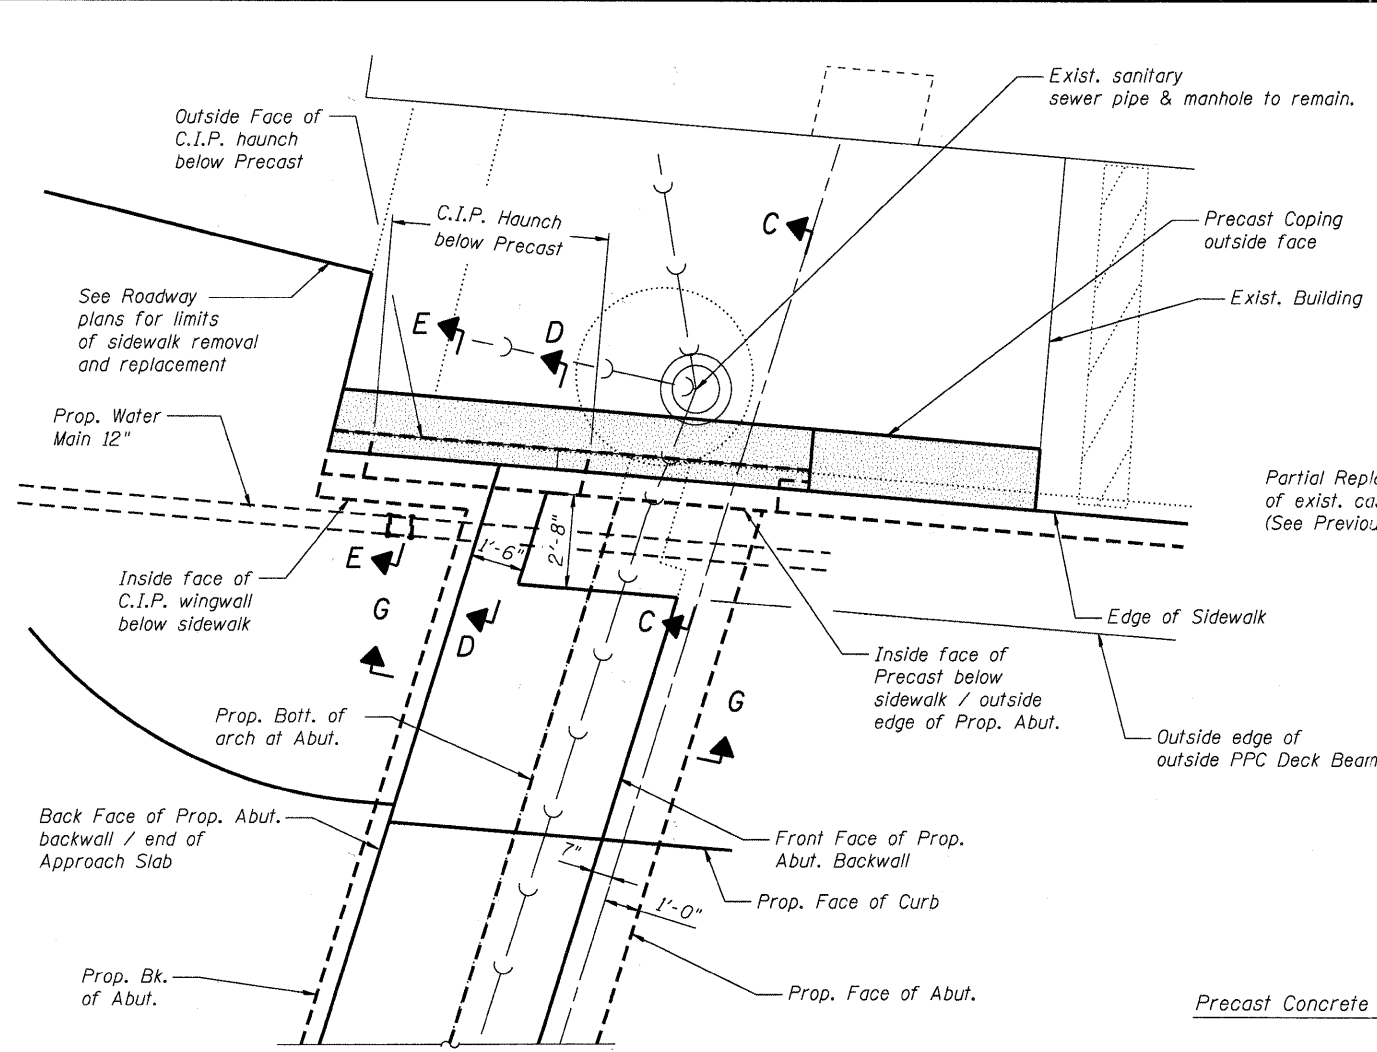 Exist. sanitary
sewer pipe & manhole to remain.
Outside Face of
C.I.P. haunch
below Precast
C.I.P. Haunch
below Precast
C
Precast Coping
outside face
Exist. Building
See Roadway
plans for limits
of sidewalk removal
and replacement
E
D
Prop. Water
Main 12"
Partial Repl
of exist. ca
(See Previou
1'-6"
2'-8"
E
Inside face of
C.I.P. wingwall
below sidewalk
G
D
C
Edge of Sidewalk
Inside face of
Precast below
sidewalk / outside
edge of Prop. Abut.
G
Prop. Bott. of
arch at Abut.
Outside edge of
outside PPC Deck Beam
Back Face of Prop. Abut.
backwall / end of
Approach Slab
Front Face of Prop.
Abut. Backwall
7"
Prop. Face of Curb
1'-0"
Prop. Bk.
of Abut.
Prop. Face of Abut.
Precast Concrete